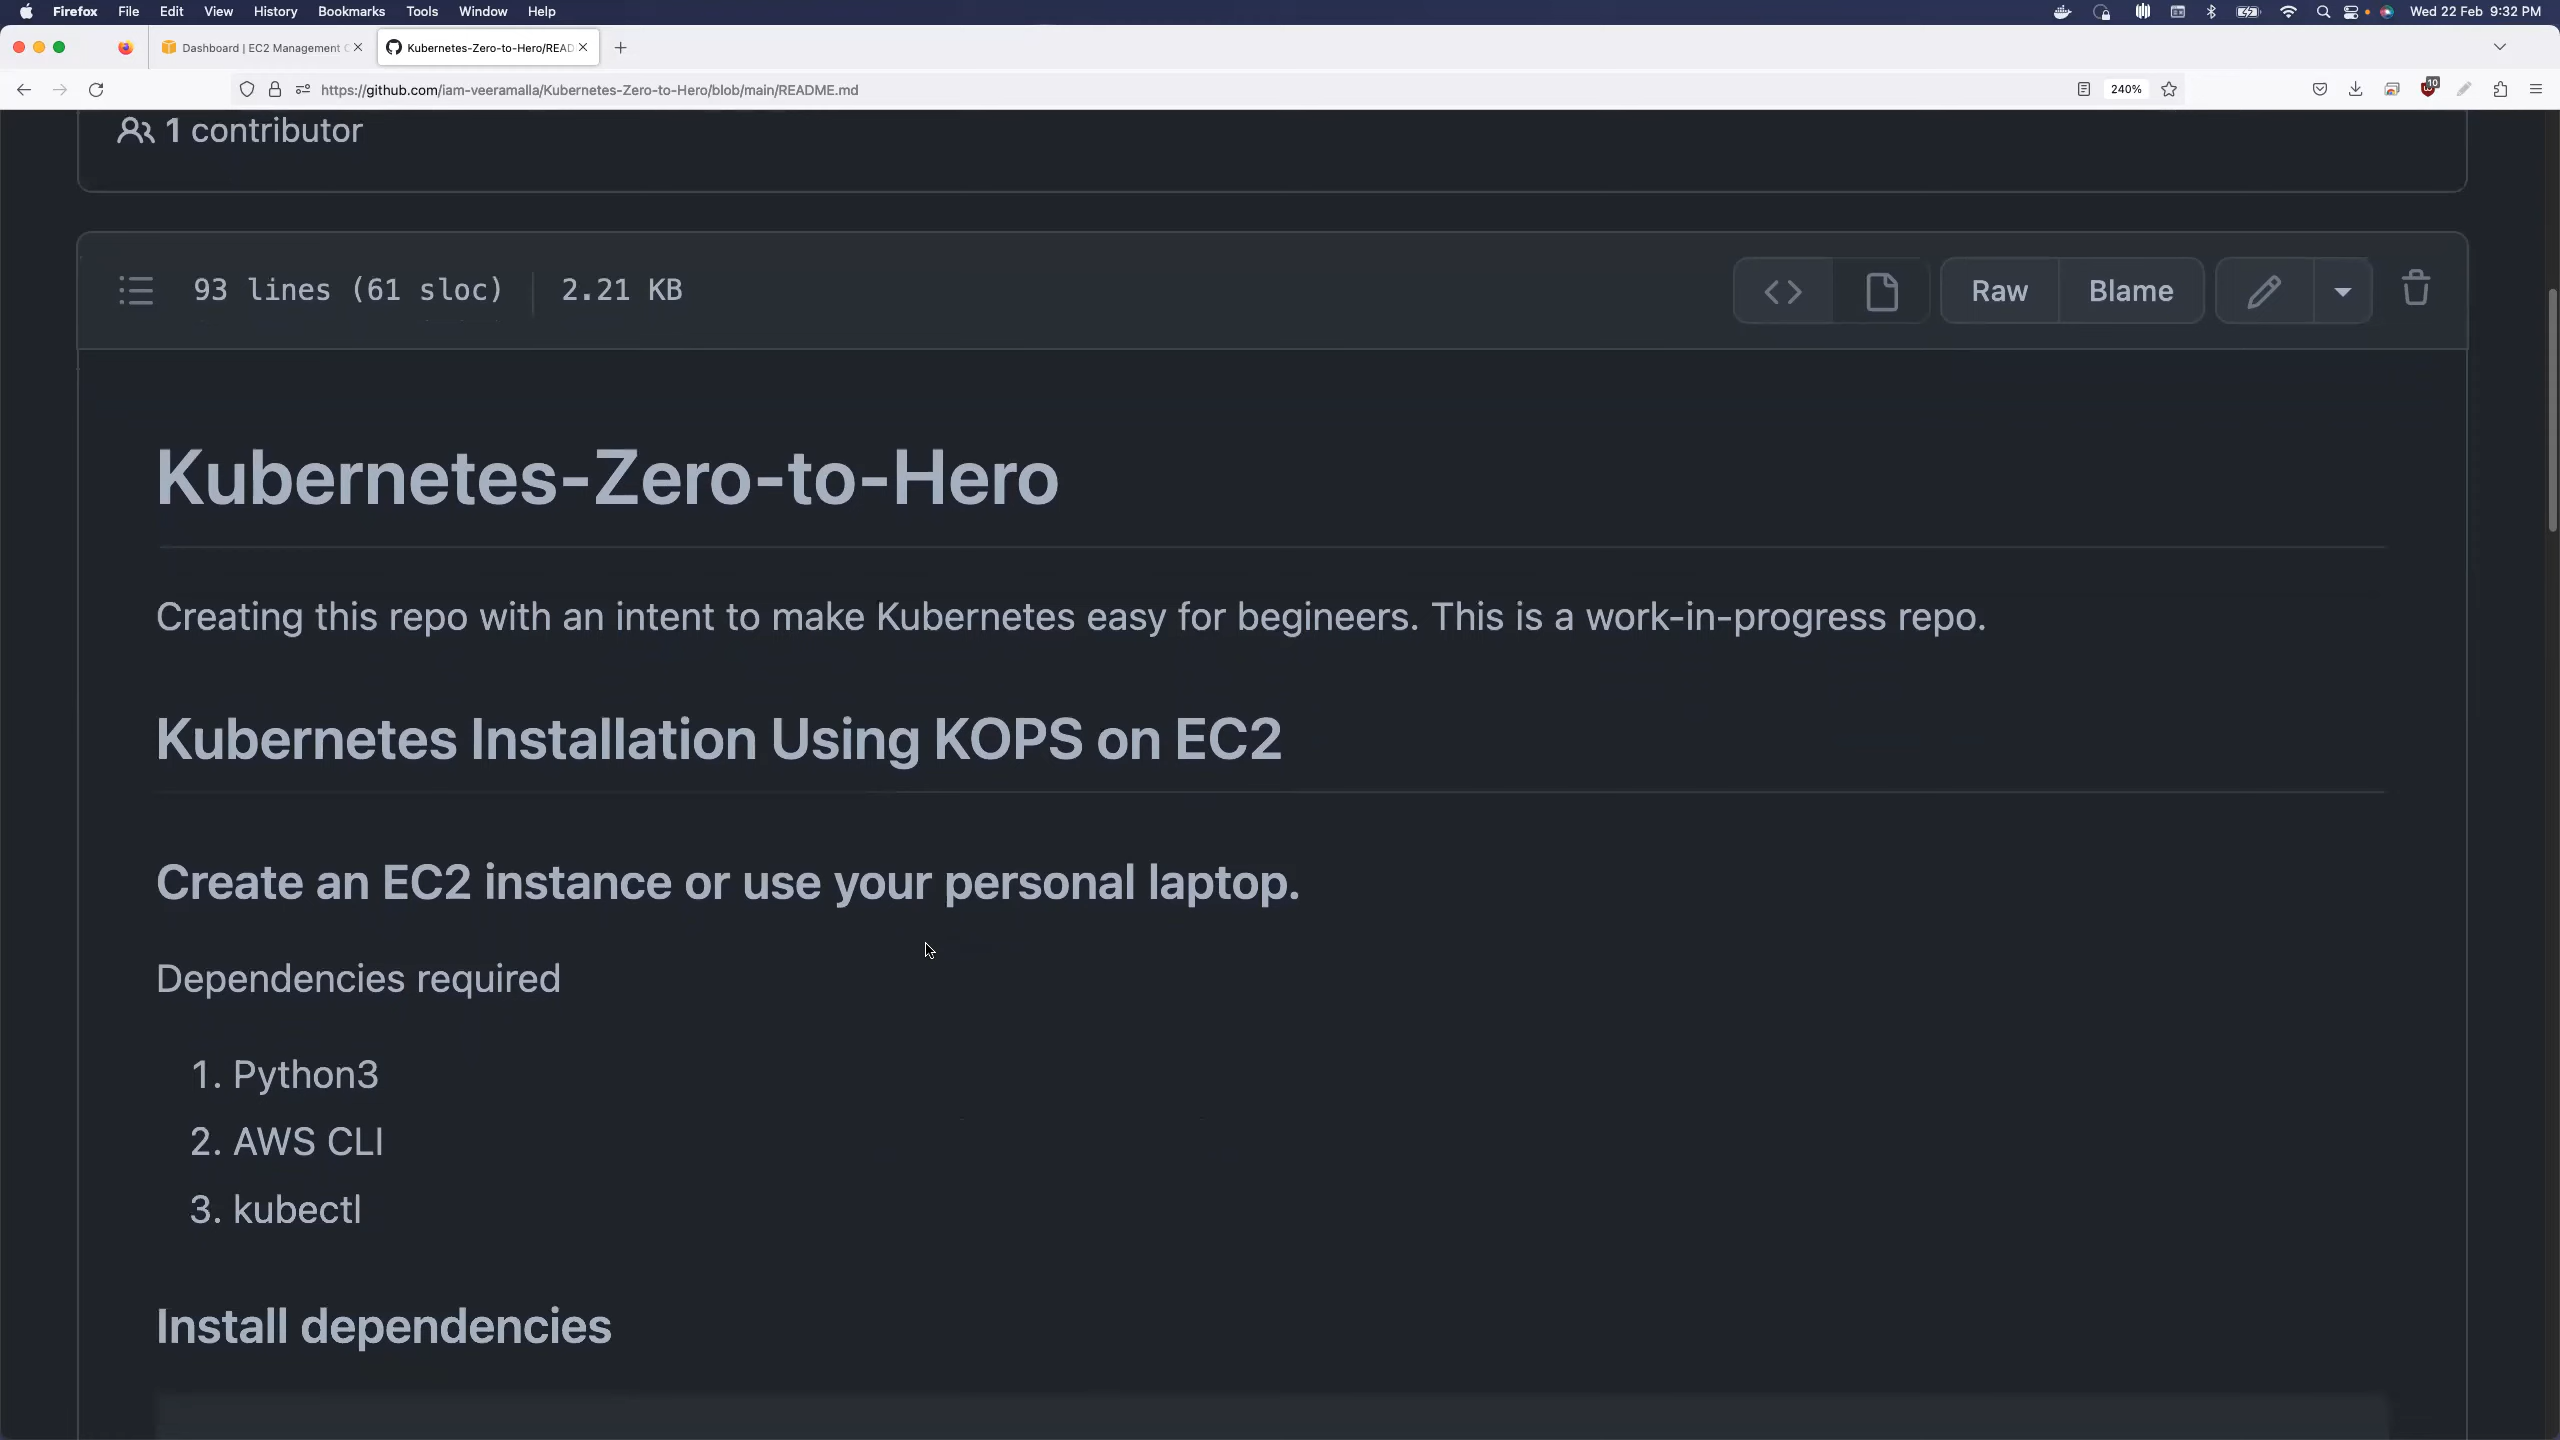 Firefox File Edit View History Bookmarks Tools Window Help Wed 22 Feb 9:32 PM
Dashboard | EC2 Management C Kubernetes-Zero-to-Hero/READ
https://github.com/iam-veeramalla/Kubernetes-Zero-to-Hero/blob/main/README.md 240% 10
1 contributor
93 lines (61 sloc) 2.21 KB Raw Blame
Kubernetes-Zero-to-Hero
Creating this repo with an intent to make Kubernetes easy for begineers. This is a work-in-progress repo.
Kubernetes Installation Using KOPS on EC2
Create an EC2 instance or use your personal laptop.
Dependencies required
1. Python3
2. AWS CLI
3. kubectl
Install dependencies